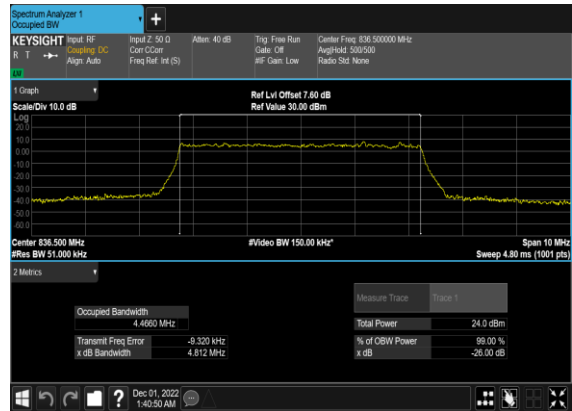 Spectrum Analyzer 1
Occupied BW
+
KEYSIGHT Input: RF Input Z: 50 Ω Atten: 40 dB Trig: Free Run Center Freq: 836.500000 MHz
R T Coupling: DC Corr CCorr Gate: Off Avg|Hold: 500/500
Align: Auto Freq Ref: Int (S) #IF Gain: Low Radio Std: None
LV
1 Graph Ref Lvl Offset 7.60 dB
Scale/Div 10.0 dB Ref Value 30.00 dBm
Log
20.0
10.0
0.00
-10.0
-20.0
-30.0
-40.0
-50.0
-60.0
Center 836.500 MHz #Video BW 150.00 kHz* Span 10 MHz
#Res BW 51.000 kHz Sweep 4.80 ms (1001 pts)
2 Metrics
Measure Trace Trace 1
Occupied Bandwidth
4.4660 MHz Total Power 24.0 dBm
Transmit Freq Error -9.320 kHz % of OBW Power 99.00 %
x dB Bandwidth 4.812 MHz x dB -26.00 dB
? Dec 01, 2022
1:40:50 AM